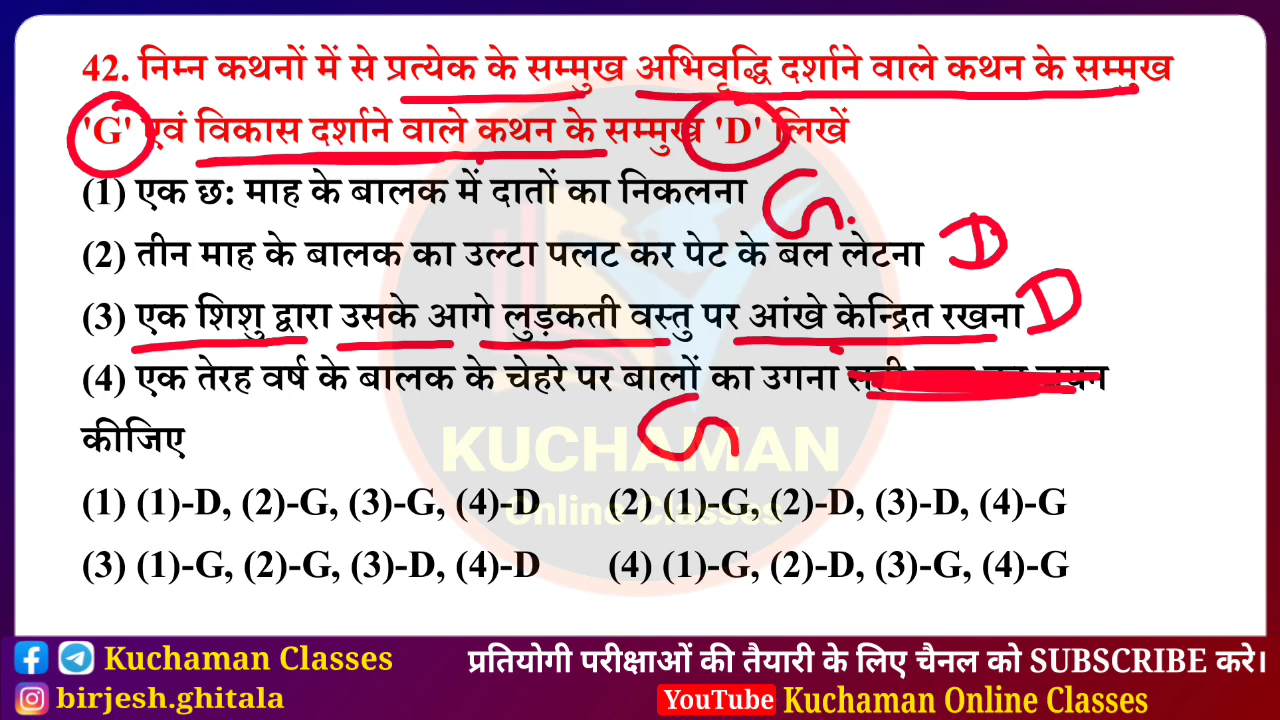 42. निम्न कथनों में से प्रत्येक के सम्मुख अभिवृद्धि दर्शाने वाले कथन के सम्मुख
'G' एवं विकास दर्शाने वाले कथन के सम्मुख 'D' लिखें
(1) एक छ: माह के बालक में दातों का निकलना G
(2) तीन माह के बालक का उल्टा पलट कर पेट के बल लेटना D
(3) एक शिशु द्वारा उसके आगे लुड़कती वस्तु पर आंखे केन्द्रित रखना D
(4) एक तेरह वर्ष के बालक के चेहरे पर बालों का उगना
कीजिए G
KUCHAMAN
Online Classes
(1) (1)-D, (2)-G, (3)-G, (4)-D (2) (1)-G, (2)-D, (3)-D, (4)-G
(3) (1)-G, (2)-G, (3)-D, (4)-D (4) (1)-G, (2)-D, (3)-G, (4)-G
Kuchaman Classes प्रतियोगी परीक्षाओं की तैयारी के लिए चैनल को SUBSCRIBE करे।
birjesh.ghitala YouTube Kuchaman Online Classes